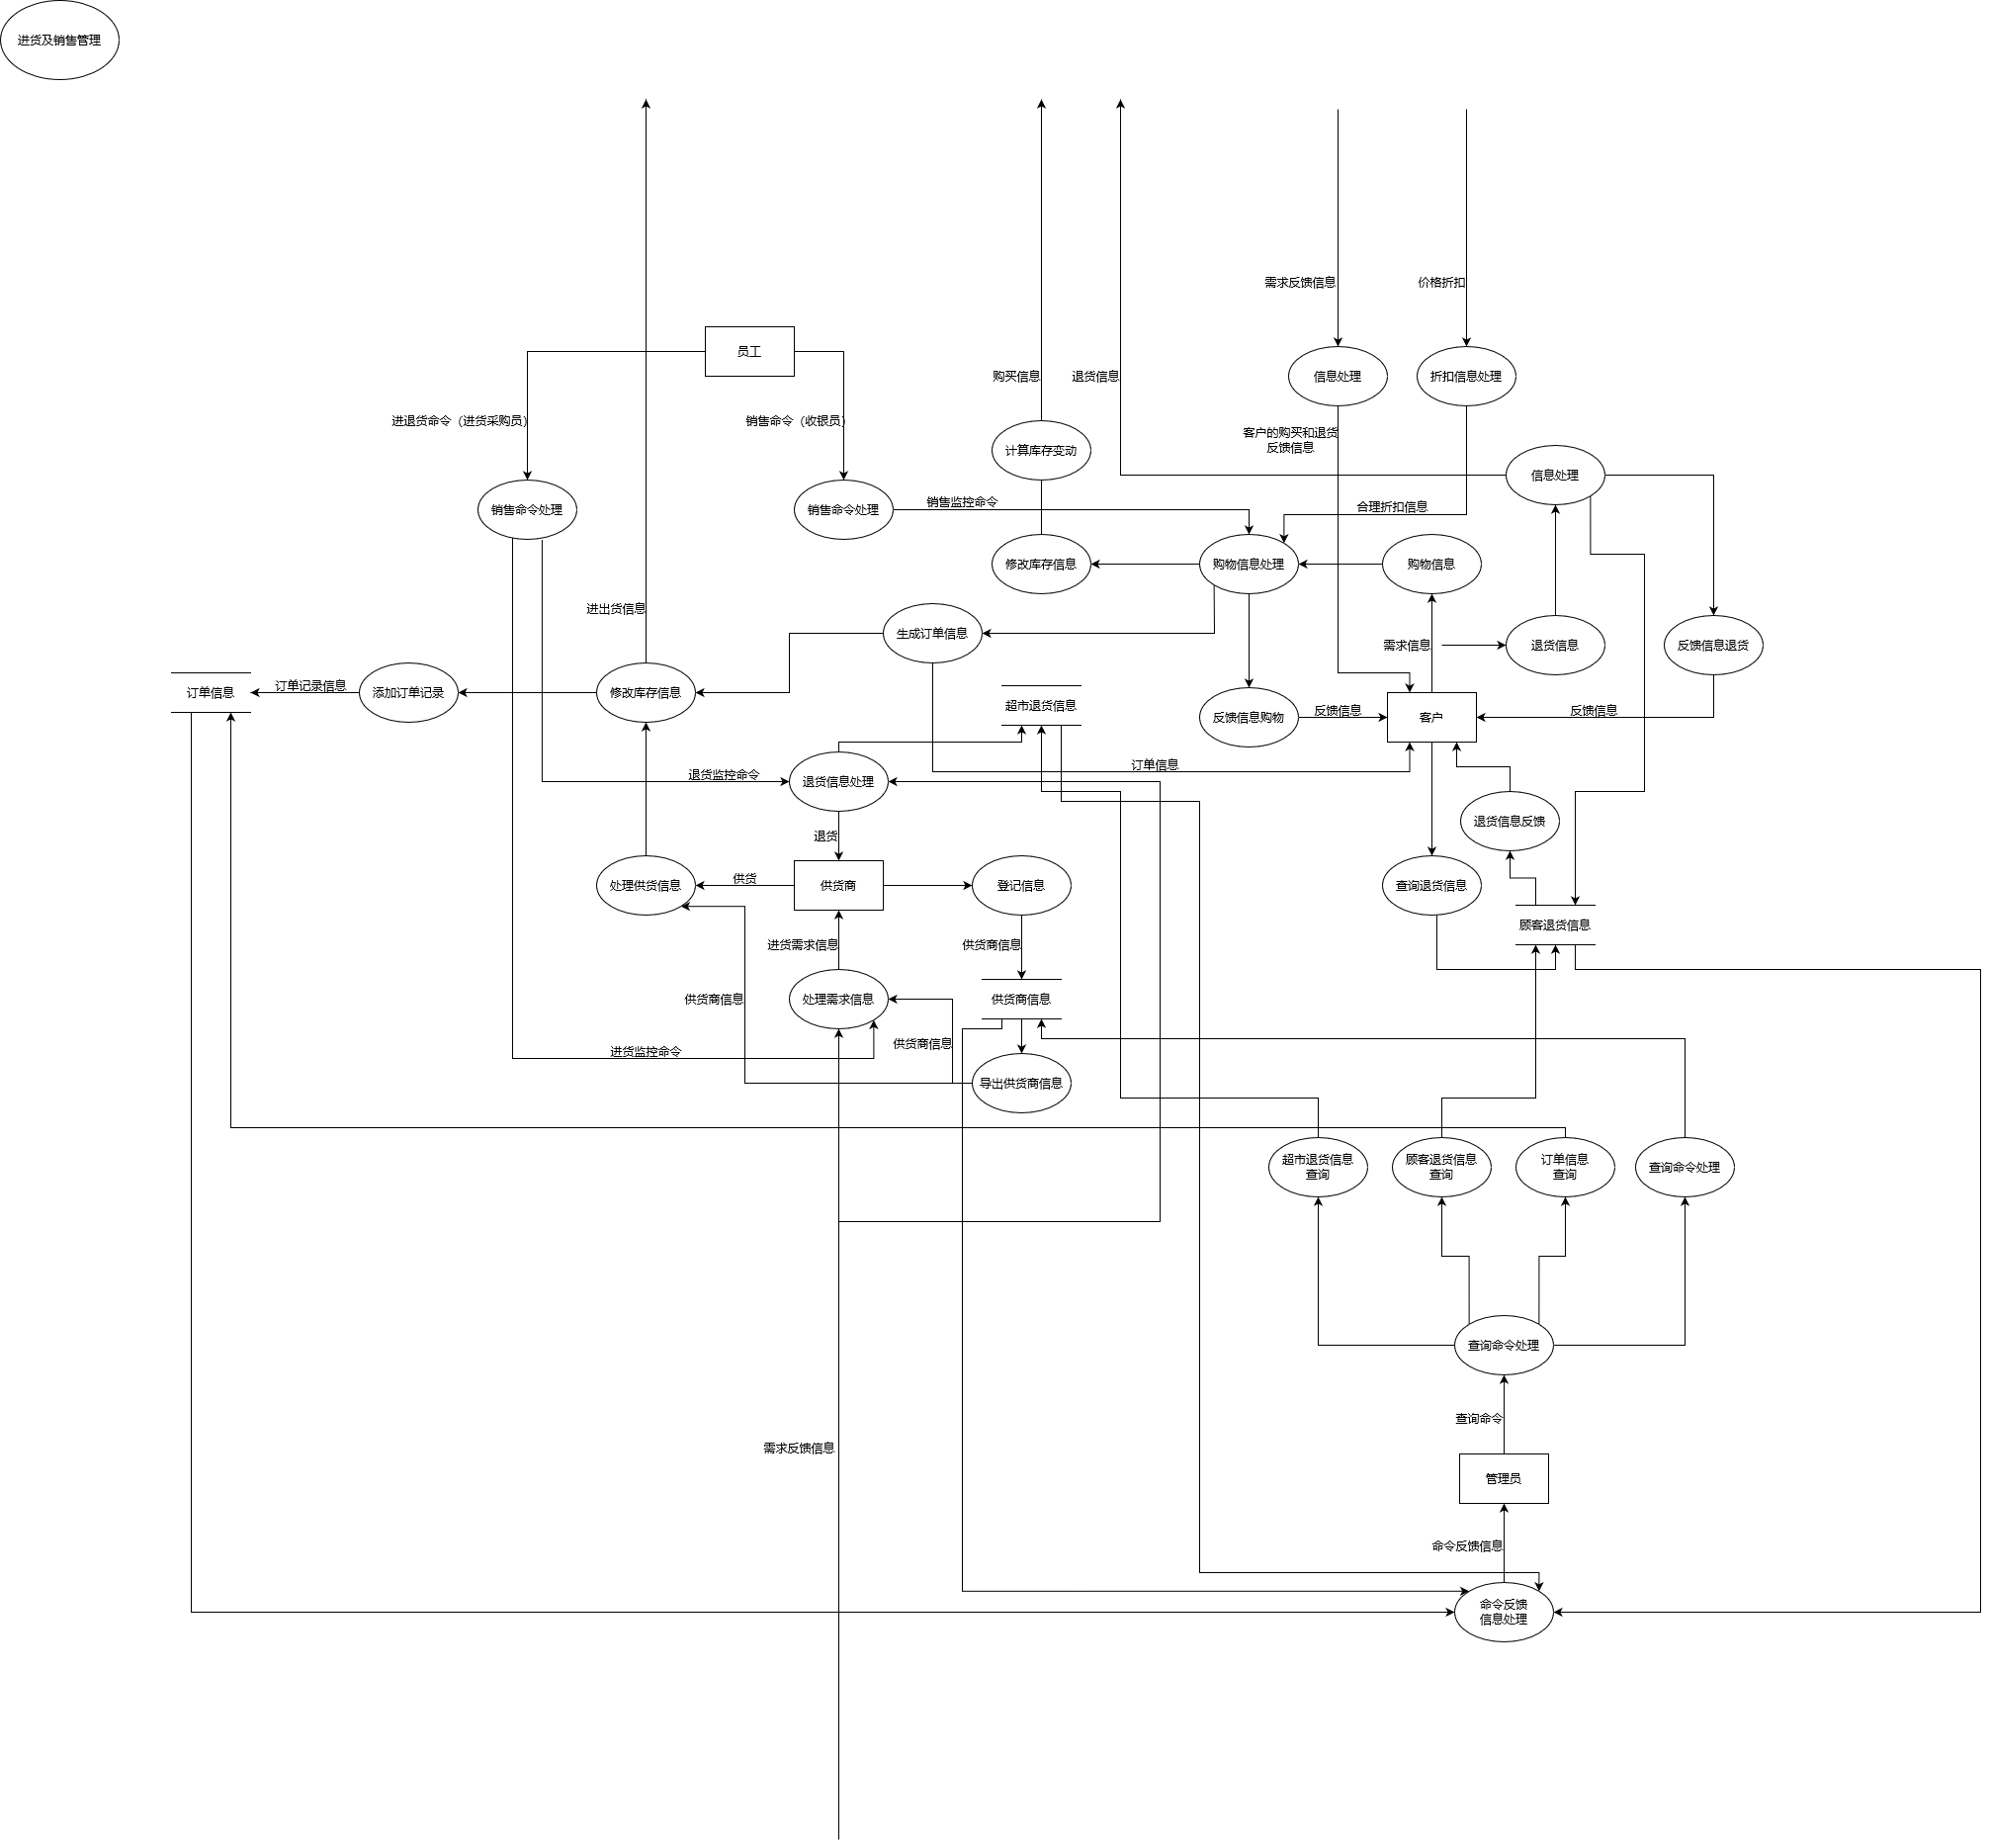 进货及销售管理
需求反馈信息
价格折扣
员工
信息处理
折扣信息处理
购买信息
退货信息
进退货命令（进货采购员）
销售命令（收银员）
客户的购买和退货
反馈信息
计算库存变动
信息处理
销售命令处理
销售命令处理
销售监控命令
合理折扣信息
修改库存信息
购物信息处理
购物信息
进出货信息
生成订单信息
需求信息
退货信息
反馈信息退货
订单信息
订单记录信息
添加订单记录
修改库存信息
超市退货信息
反馈信息购物
反馈信息
客户
反馈信息
订单信息
退货监控命令
退货信息处理
退货信息反馈
退货
处理供货信息
供货
供货商
登记信息
查询退货信息
顾客退货信息
进货需求信息
供货商信息
供货商信息
处理需求信息
供货商信息
进货监控命令
供货商信息
导出供货商信息
超市退货信息
查询
顾客退货信息
查询
订单信息
查询
查询命令处理
查询命令处理
查询命令
需求反馈信息
管理员
命令反馈信息
命令反馈
信息处理